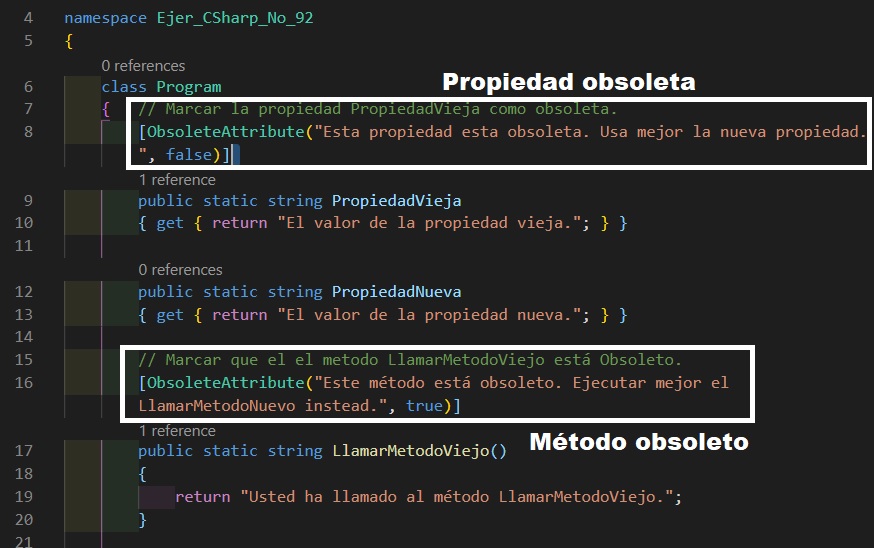 4 namespace Ejer_CSharp_No_92
5 {
0 references
Propiedad obsoleta
6 class Program
7 { // Marcar la propiedad PropiedadVieja como obsoleta.
8 [ObsoleteAttribute("Esta propiedad esta obsoleta. Usa mejor la nueva propiedad.
", false)]
1 reference
9 public static string PropiedadVieja
10 { get { return "El valor de la propiedad vieja."; } }
11
0 references
12 public static string PropiedadNueva
13 { get { return "El valor de la propiedad nueva."; } }
14
15 // Marcar que el el metodo LlamarMetodoViejo está Obsoleto.
16 [ObsoleteAttribute("Este método está obsoleto. Ejecutar mejor el
LlamarMetodoNuevo instead.", true)]
1 reference
Método obsoleto
17 public static string LlamarMetodoViejo()
18 {
19 return "Usted ha llamado al método LlamarMetodoViejo.";
20 }
21